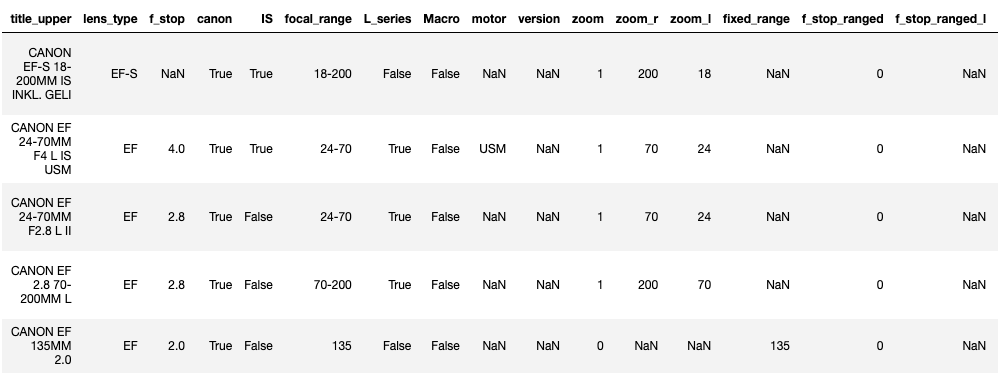 title_upper lens_type f_stop canon IS focal_range L_series Macro motor version zoom zoom_r zoom_l fixed_range f_stop_ranged f_stop_ranged_l
CANON
EF-S 18-
200MM IS
INKL. GELI
EF-S NaN True True 18-200 False False NaN NaN 1 200 18 NaN 0 NaN
CANON EF
24-70MM
F4 L IS
USM
EF 4.0 True True 24-70 True False USM NaN 1 70 24 NaN 0 NaN
CANON EF
24-70MM
F2.8 L II
EF 2.8 True False 24-70 True False NaN NaN 1 70 24 NaN 0 NaN
CANON EF
2.8 70-
200MM L
EF 2.8 True False 70-200 True False NaN NaN 1 200 70 NaN 0 NaN
CANON EF
135MM
2.0
EF 2.0 True False 135 False False NaN NaN 0 NaN NaN 135 0 NaN